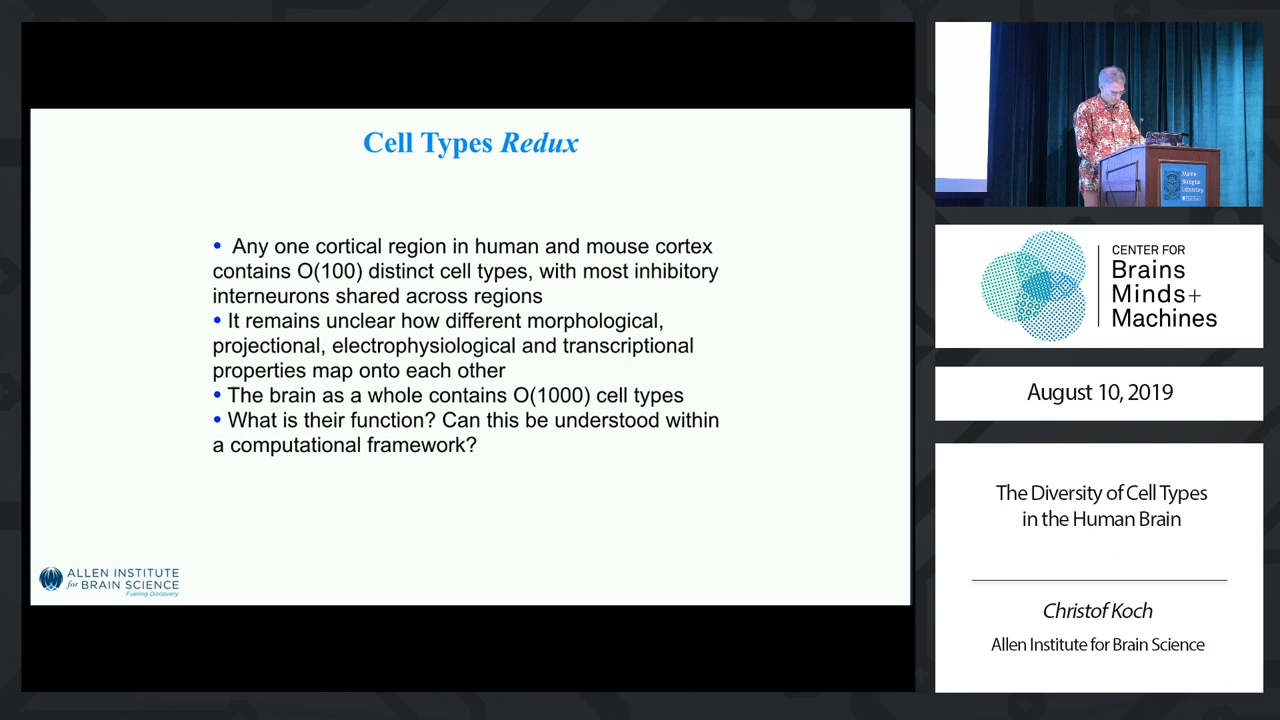 Cell Types Redux
• Any one cortical region in human and mouse cortex
contains O(100) distinct cell types, with most inhibitory
interneurons shared across regions
• It remains unclear how different morphological,
projectional, electrophysiological and transcriptional
properties map onto each other
• The brain as a whole contains O(1000) cell types
• What is their function? Can this be understood within
a computational framework?
ALLEN INSTITUTE
for BRAIN SCIENCE
Fueling Discovery
Marine
Biological
Laboratory
CENTER FOR
Brains
Minds+
Machines
August 10, 2019
The Diversity of Cell Types
in the Human Brain
Christof Koch
Allen Institute for Brain Science